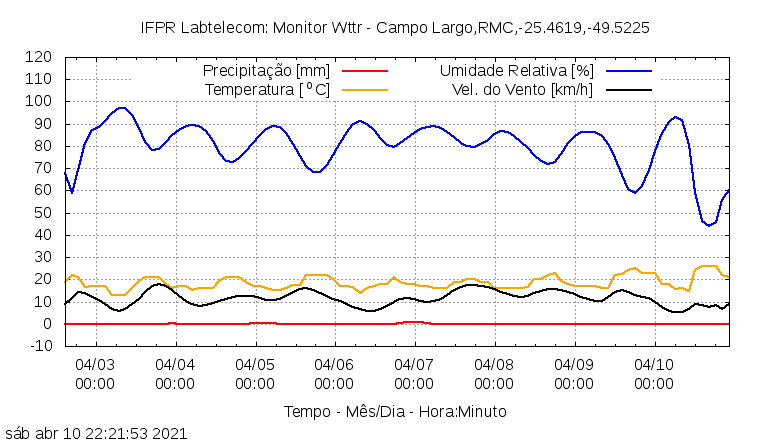 IFPR Labtelecom: Monitor Wttr - Campo Largo,RMC,-25.4619,-49.5225
120
110
100
90
80
70
60
50
40
30
20
10
0
-10
Precipitação [mm]
Temperatura [⁰C]
Umidade Relativa [%]
Vel. do Vento [km/h]
04/03 04/04 04/05 04/06 04/07 04/08 04/09 04/10
00:00 00:00 00:00 00:00 00:00 00:00 00:00 00:00
Tempo - Mês/Dia - Hora:Minuto
sáb abr 10 22:21:53 2021